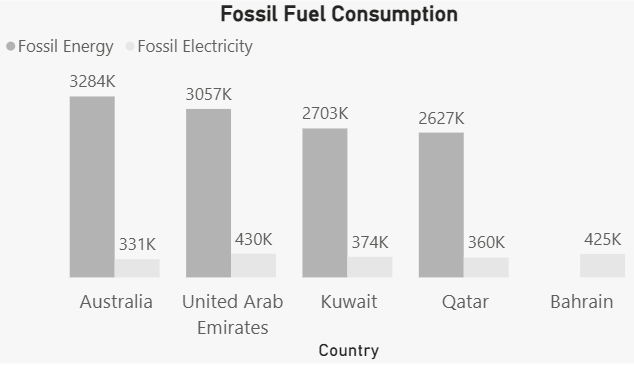 Fossil Fuel Consumption
Fossil Energy Fossil Electricity
3284K
3057K
2703K
2627K
331K
430K
374K
360K
425K
Australia
United Arab
Emirates
Kuwait
Qatar
Bahrain
Country